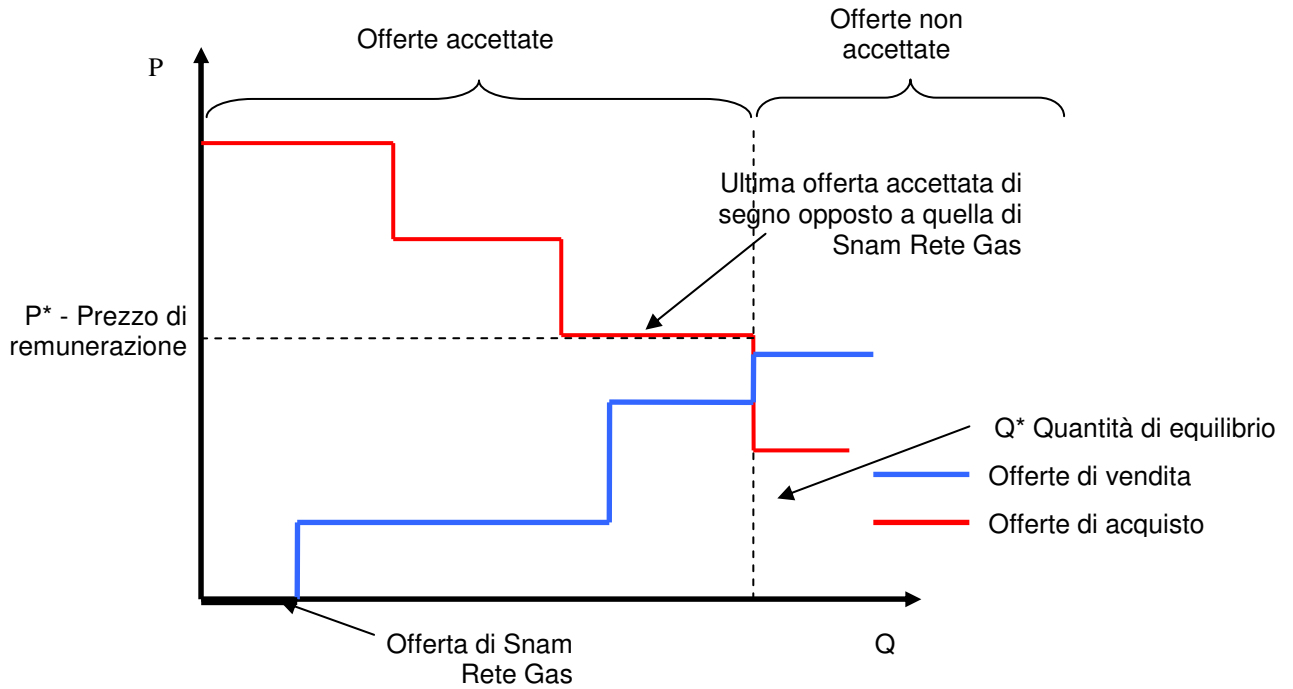 Offerte accettate
Offerte non
accettate
P
Ultima offerta accettata di
segno opposto a quella di
Snam Rete Gas
P* - Prezzo di
remunerazione
Q* Quantità di equilibrio
Offerte di vendita
Offerte di acquisto
Offerta di Snam
Rete Gas
Q